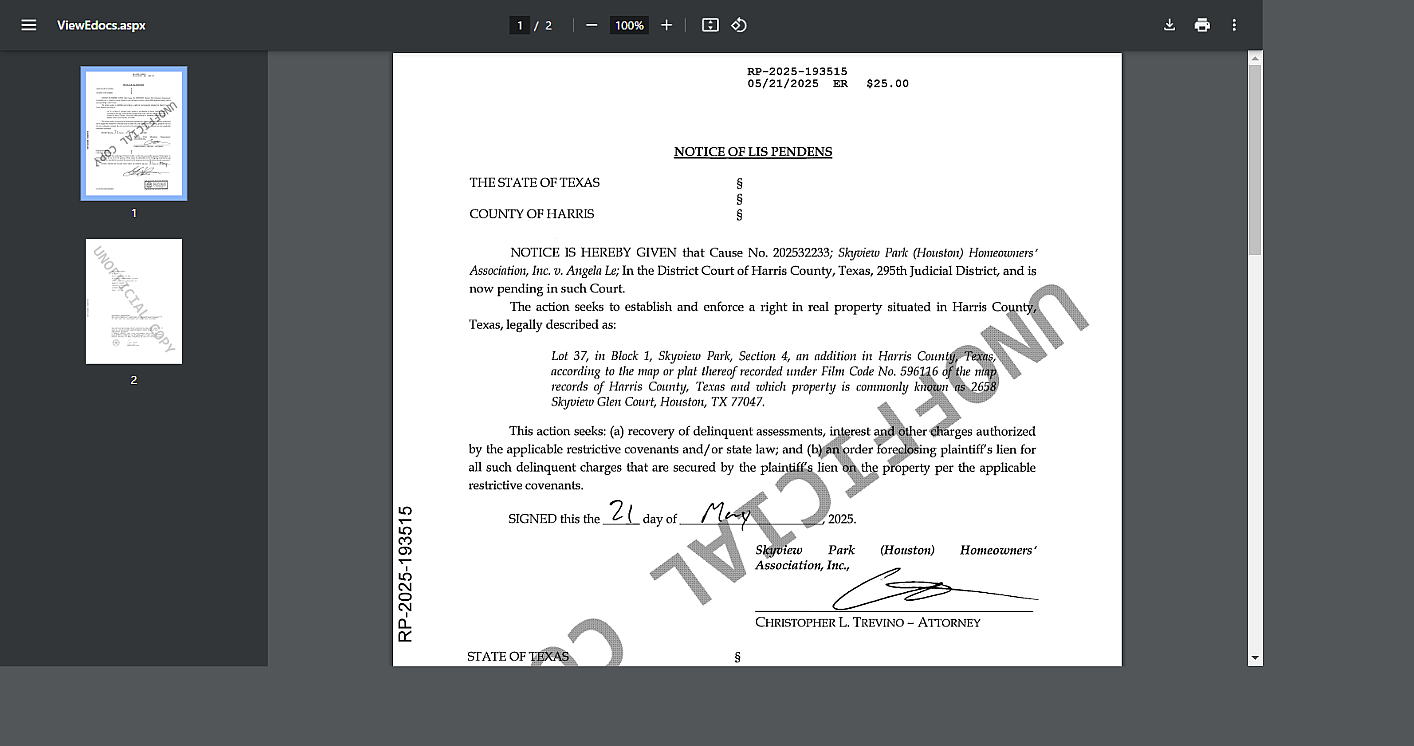 ViewEdocs.aspx
1 / 2
100%
1
2
RP-2025-193515
05/21/2025 ER $25.00
NOTICE OF LIS PENDENS
THE STATE OF TEXAS §
§
COUNTY OF HARRIS §
NOTICE IS HEREBY GIVEN that Cause No. 202532233; Skyview Park (Houston) Homeowners'
Association, Inc. v. Angela Le; In the District Court of Harris County, Texas, 295th Judicial District, and is
now pending in such Court.
The action seeks to establish and enforce a right in real property situated in Harris County,
Texas, legally described as:
Lot 37, in Block 1, Skyview Park, Section 4, an addition in Harris County, Texas,
according to the map or plat thereof recorded under Film Code No. 596116 of the map
records of Harris County, Texas and which property is commonly known as 2658
Skyview Glen Court, Houston, TX 77047.
This action seeks: (a) recovery of delinquent assessments, interest and other charges authorized
by the applicable restrictive covenants and/or state law; and (b) an order foreclosing plaintiff's lien for
all such delinquent charges that are secured by the plaintiff's lien on the property per the applicable
restrictive covenants.
SIGNED this the 21 day of May, 2025.
Skyview Park (Houston) Homeowners'
Association, Inc.,
CHRISTOPHER L. TREVINO – ATTORNEY
STATE OF TEXAS §
RP-2025-193515
UNOFFICIAL
UNOFFICIAL COPY
UNOFFICIAL COPY